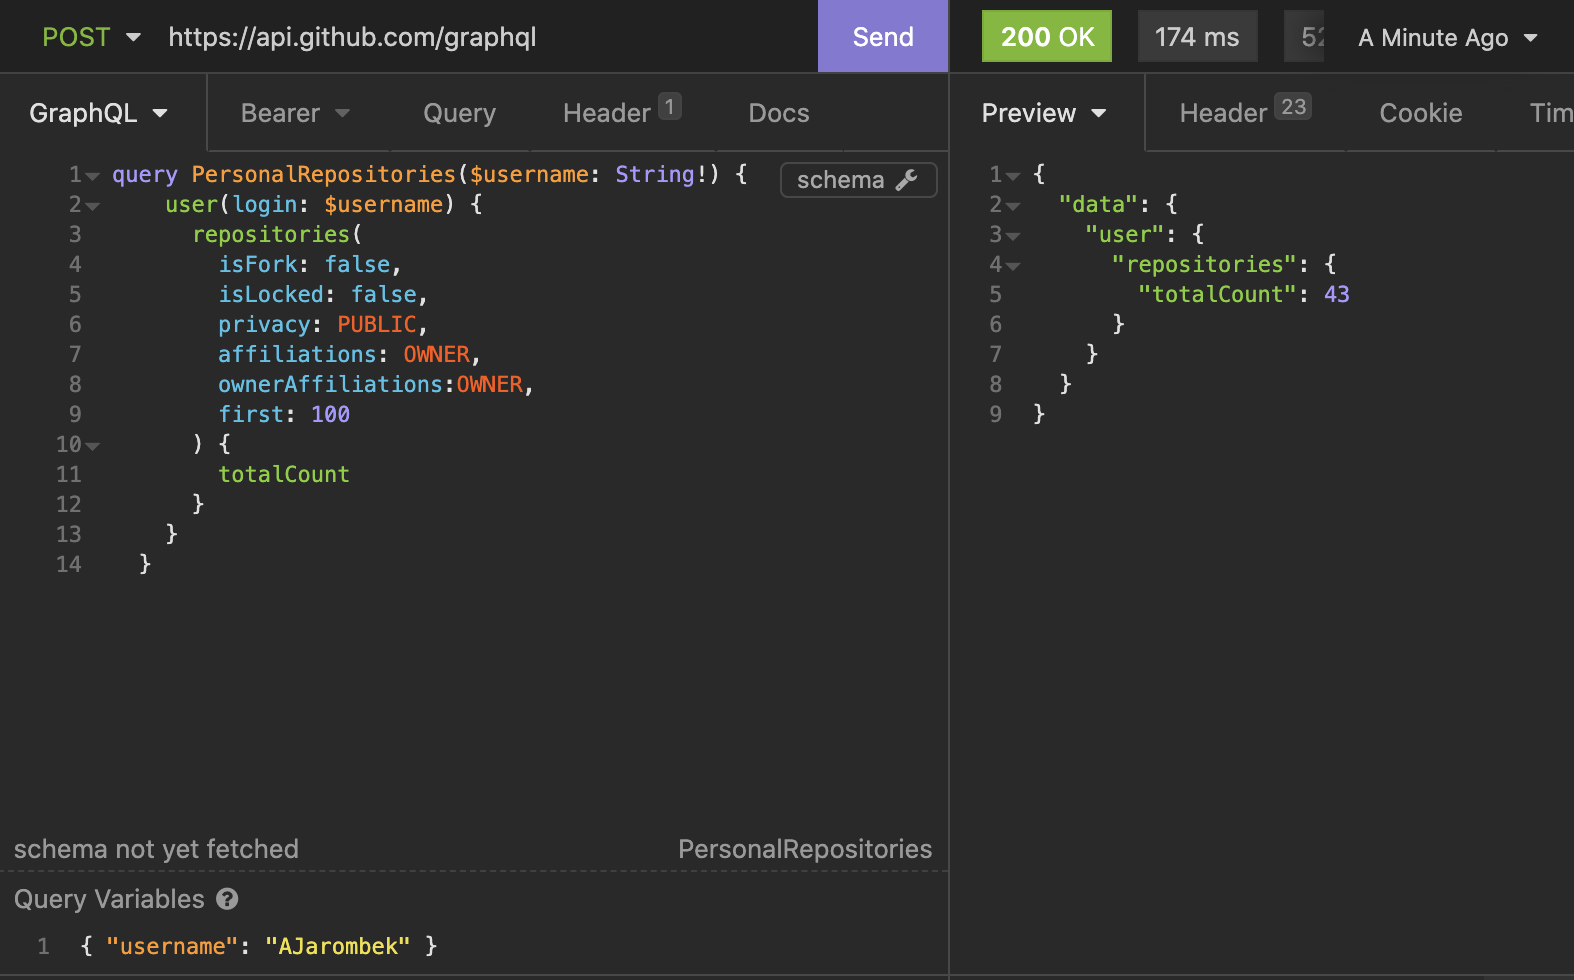 POST https://api.github.com/graphql Send 200 OK 174 ms A Minute Ago
GraphQL Bearer Query Header 1 Docs Preview Header 23 Cookie Tim
1 query PersonalRepositories($username: String!) {
schema
2 user(login: $username) {
3 repositories(
4 isFork: false,
5 isLocked: false,
6 privacy: PUBLIC,
7 affiliations: OWNER,
8 ownerAffiliations:OWNER,
9 first: 100
10 ) {
11 totalCount
12 }
13 }
14 }
1 {
2 "data": {
3 "user": {
4 "repositories": {
5 "totalCount": 43
6 }
7 }
8 }
9 }
schema not yet fetched PersonalRepositories
Query Variables ?
1 { "username": "AJarombek" }